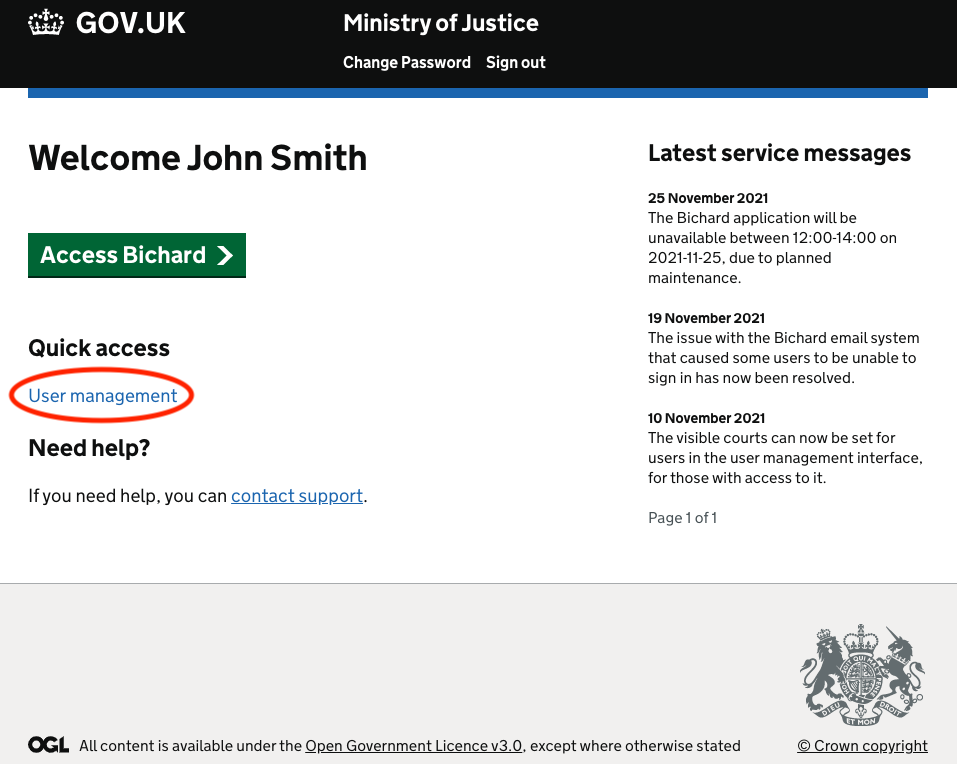 GOV.UK
Ministry of Justice
Change Password Sign out
Welcome John Smith
Access Bichard
Quick access
User management
Need help?
If you need help, you can contact support.
Latest service messages
25 November 2021
The Bichard application will be
unavailable between 12:00-14:00 on
2021-11-25, due to planned
maintenance.
19 November 2021
The issue with the Bichard email system
that caused some users to be unable to
sign in has now been resolved.
10 November 2021
The visible courts can now be set for
users in the user management interface,
for those with access to it.
Page 1 of 1
DIEU ET MON DROIT
OGL All content is available under the Open Government Licence v3.0, except where otherwise stated
© Crown copyright